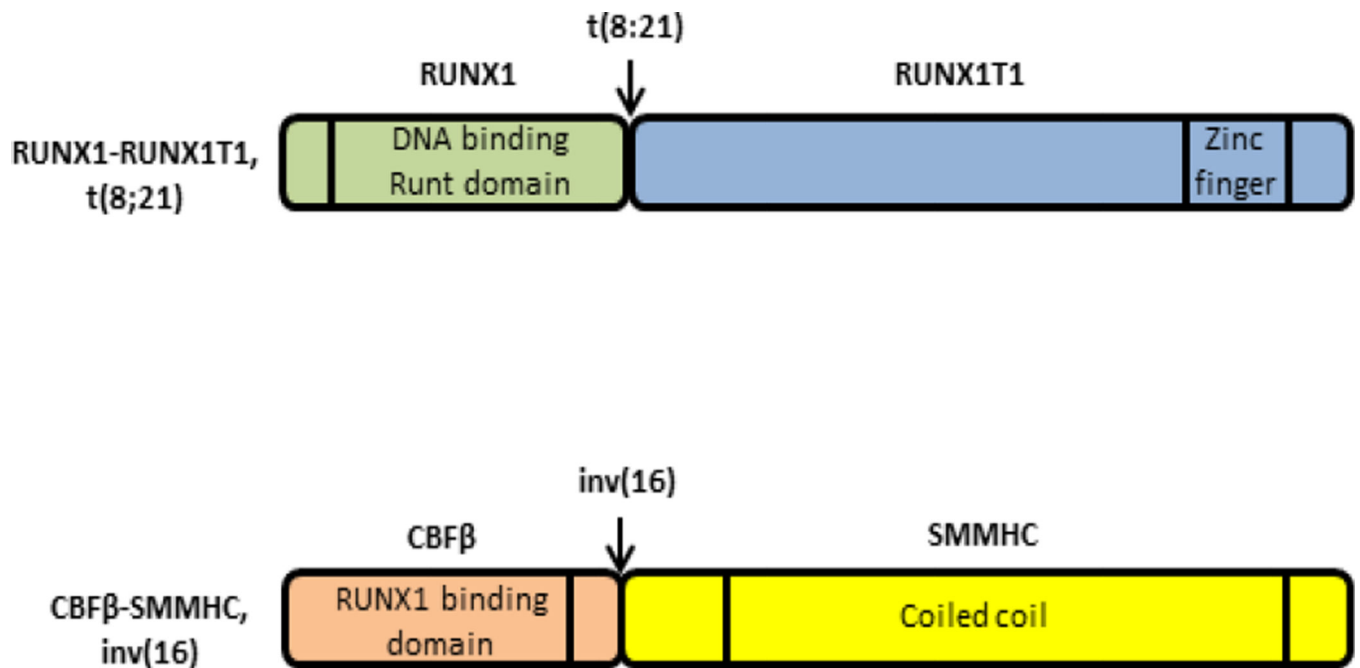 t(8:21)
RUNX1
RUNX1T1
RUNX1-RUNX1T1,
t(8;21)
DNA binding
Runt domain
Zinc
finger
inv(16)
CBFβ
SMMHC
CBFβ-SMMHC,
inv(16)
RUNX1 binding
domain
Coiled coil